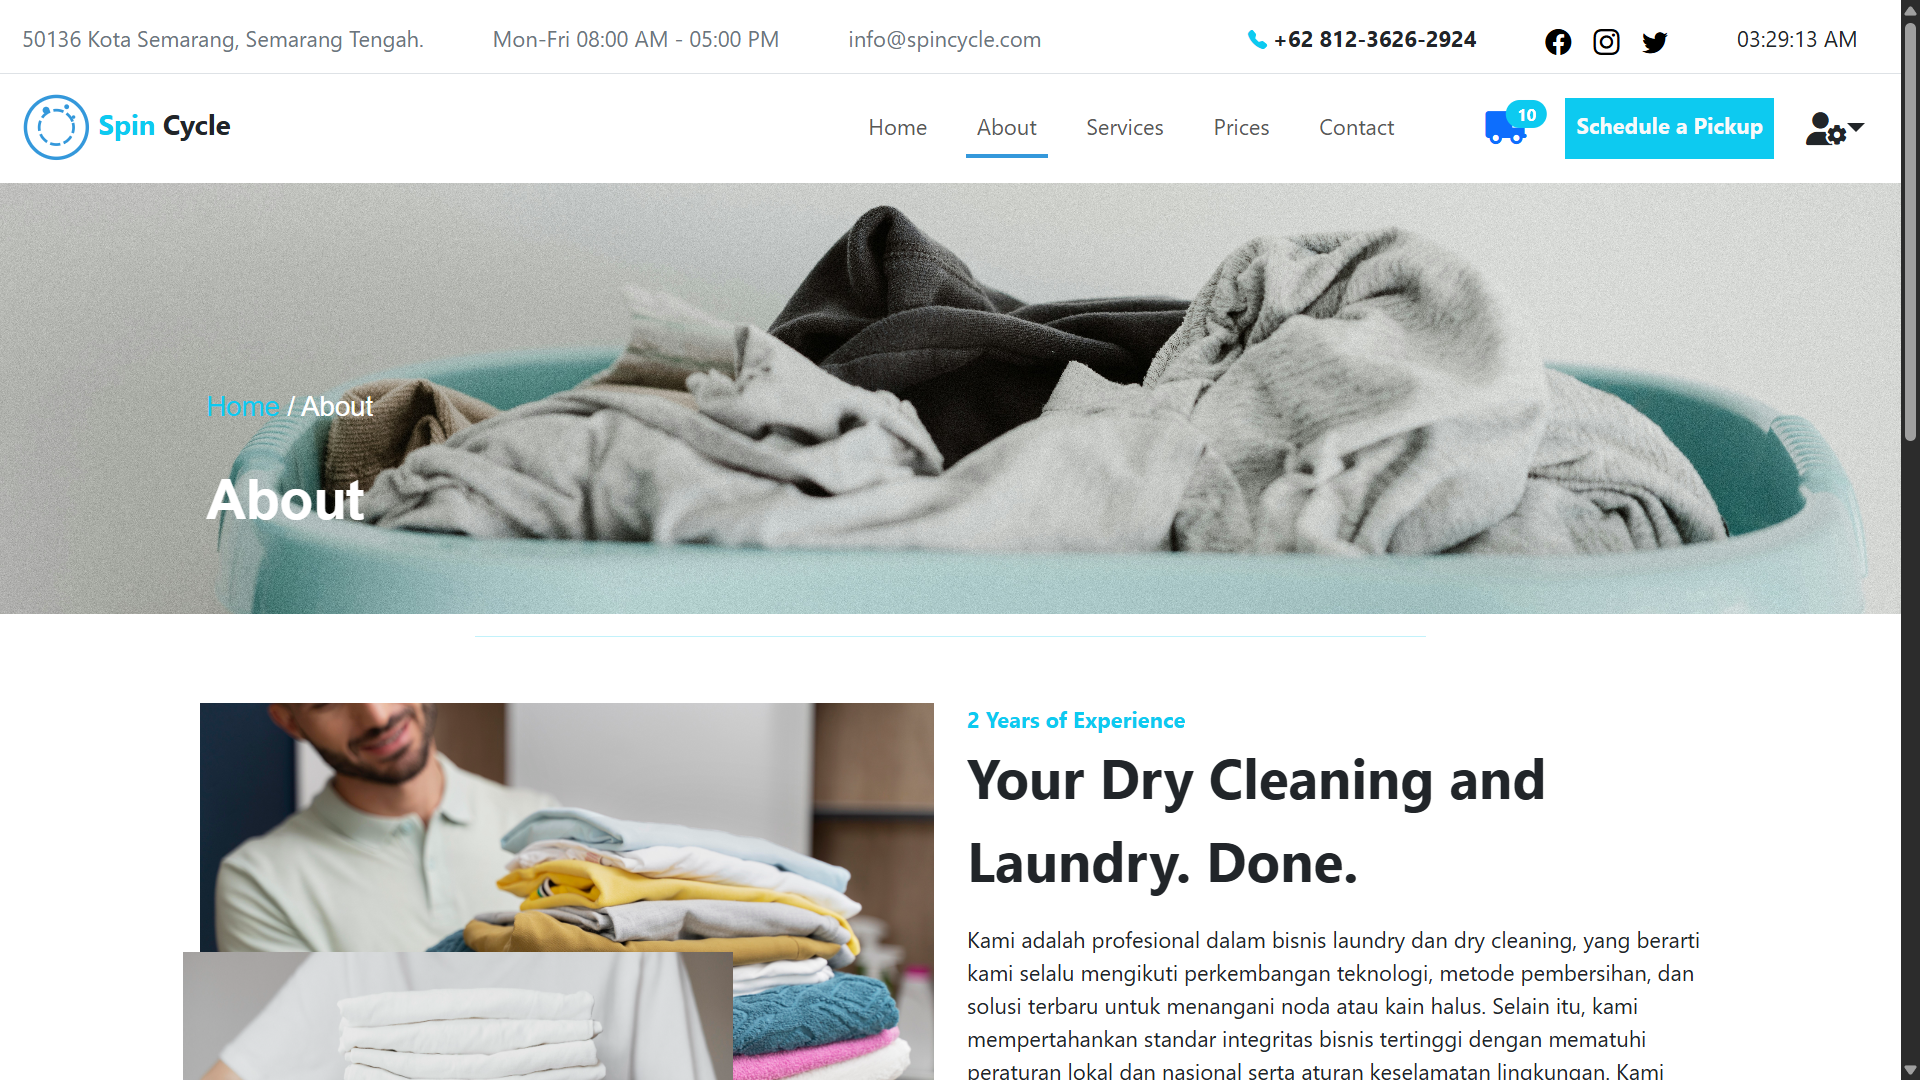 50136 Kota Semarang, Semarang Tengah.
Mon-Fri 08:00 AM - 05:00 PM
info@spincycle.com
+62 812-3626-2924
03:29:13 AM
Spin Cycle
Home
About
Services
Prices
Contact
10
Schedule a Pickup
Home / About
About
2 Years of Experience
Your Dry Cleaning and
Laundry. Done.
Kami adalah profesional dalam bisnis laundry dan dry cleaning, yang berarti
kami selalu mengikuti perkembangan teknologi, metode pembersihan, dan
solusi terbaru untuk menangani noda atau kain halus. Selain itu, kami
mempertahankan standar integritas bisnis tertinggi dengan mematuhi
peraturan lokal dan nasional serta aturan keselamatan lingkungan. Kami